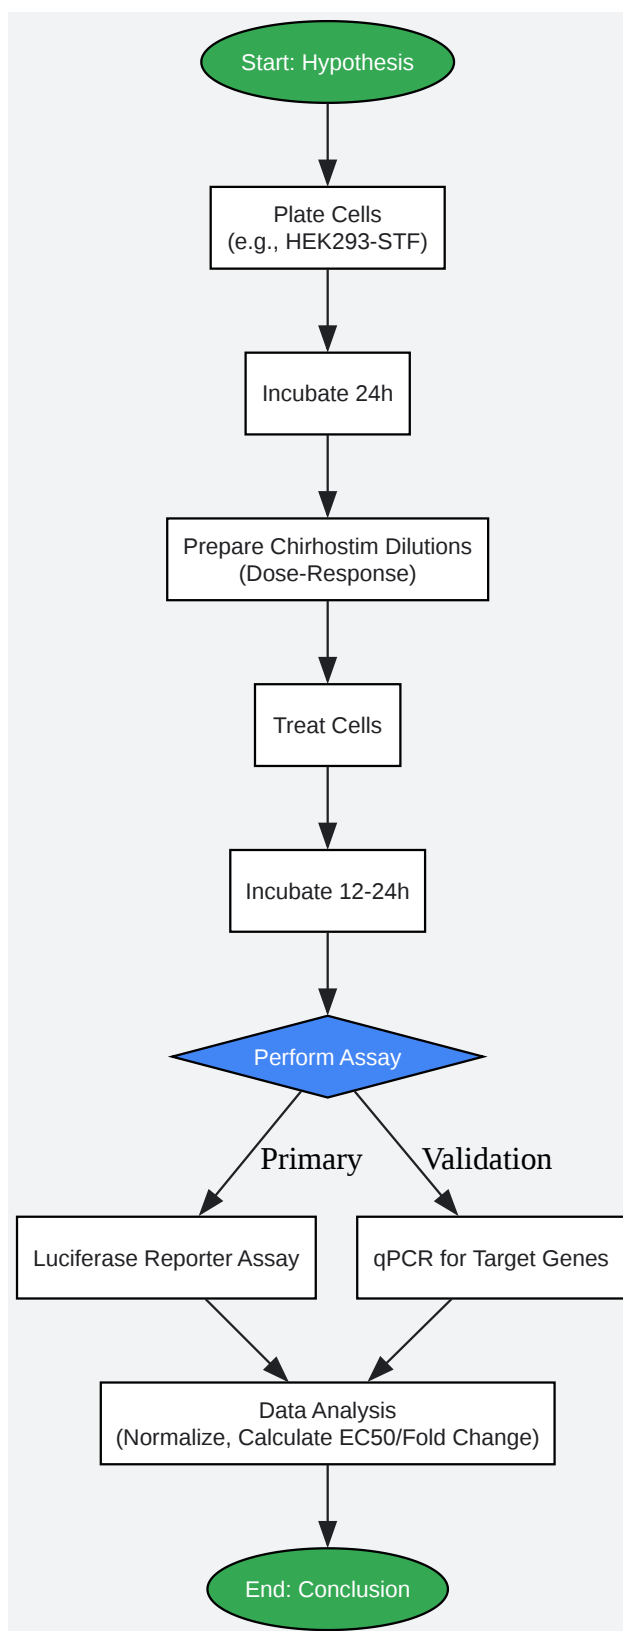 Start: Hypothesis
Plate Cells
(e.g., HEK293-STF)
Incubate 24h
Prepare Chirhostim Dilutions
(Dose-Response)
Treat Cells
Incubate 12-24h
Perform Assay
Primary
Validation
Luciferase Reporter Assay
qPCR for Target Genes
Data Analysis
(Normalize, Calculate EC50/Fold Change)
End: Conclusion